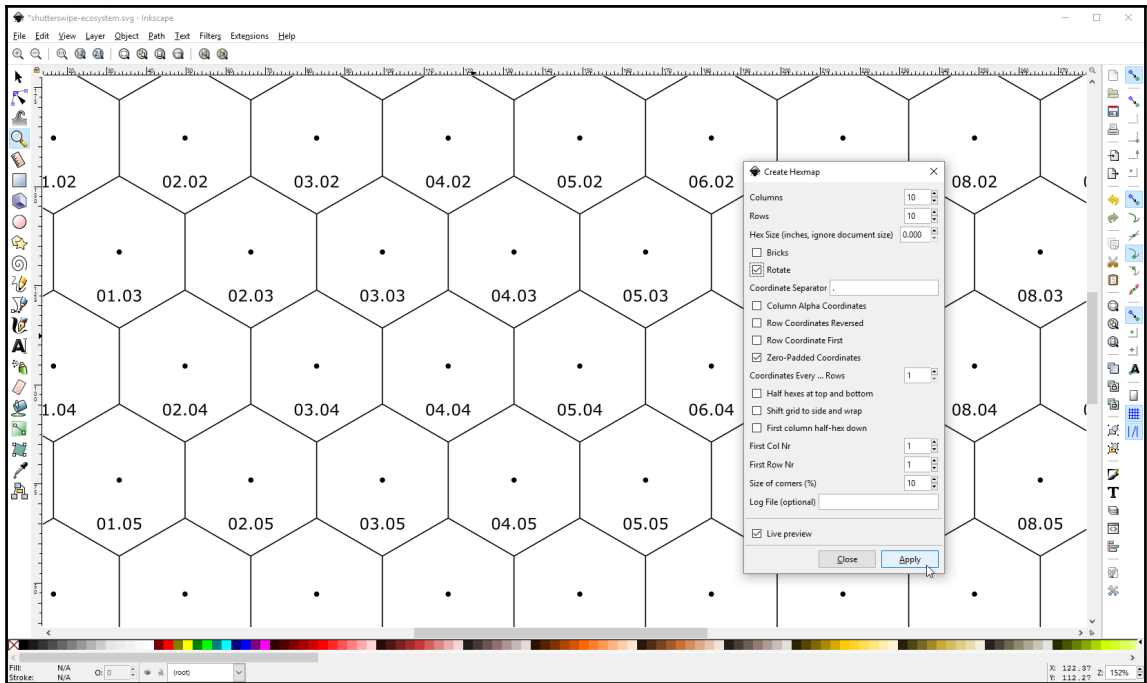 *shutterswipe-ecosystem.svg - Inkscape
File Edit View Layer Object Path Text Filters Extensions Help
1.02 02.02 03.02 04.02 05.02 06.02 08.02
01.03 02.03 03.03 04.03 05.03 08.03
1.04 02.04 03.04 04.04 05.04 06.04 08.04
01.05 02.05 03.05 04.05 05.05 08.05
Create Hexmap
Columns 10
Rows 10
Hex Size (inches, ignore document size) 0.000
Bricks
Rotate
Coordinate Separator .
Column Alpha Coordinates
Row Coordinates Reversed
Row Coordinate First
Zero-Padded Coordinates
Coordinates Every ... Rows 1
Half hexes at top and bottom
Shift grid to side and wrap
First column half-hex down
First Col Nr 1
First Row Nr 1
Size of corners (%) 10
Log File (optional)
Live preview
Close Apply
Fill: N/A
Stroke: N/A
O: 0
(root)
X: 122.37
Y: 112.27
Z: 152%